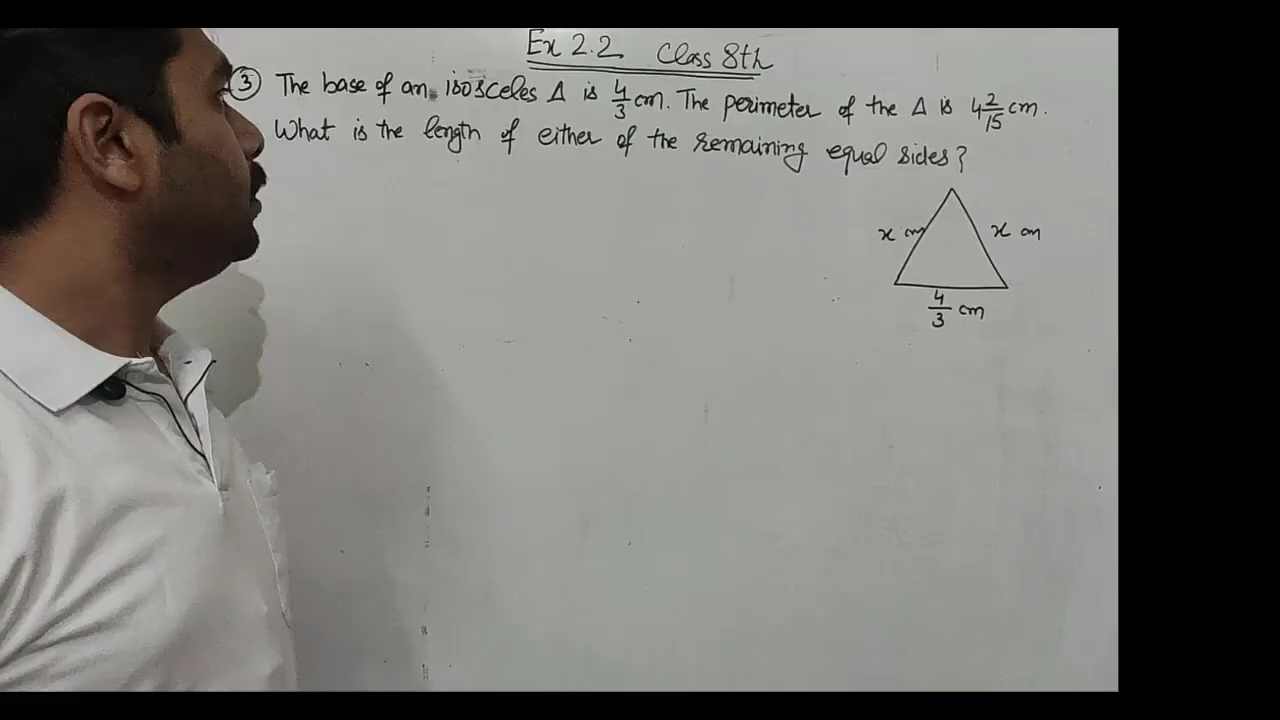 Ex 2.2 Class 8th
③ The base of an isosceles Δ is 4/3 cm. The perimeter of the Δ is 4 2/15 cm.
What is the length of either of the remaining equal sides?
x cm x cm
4/3 cm